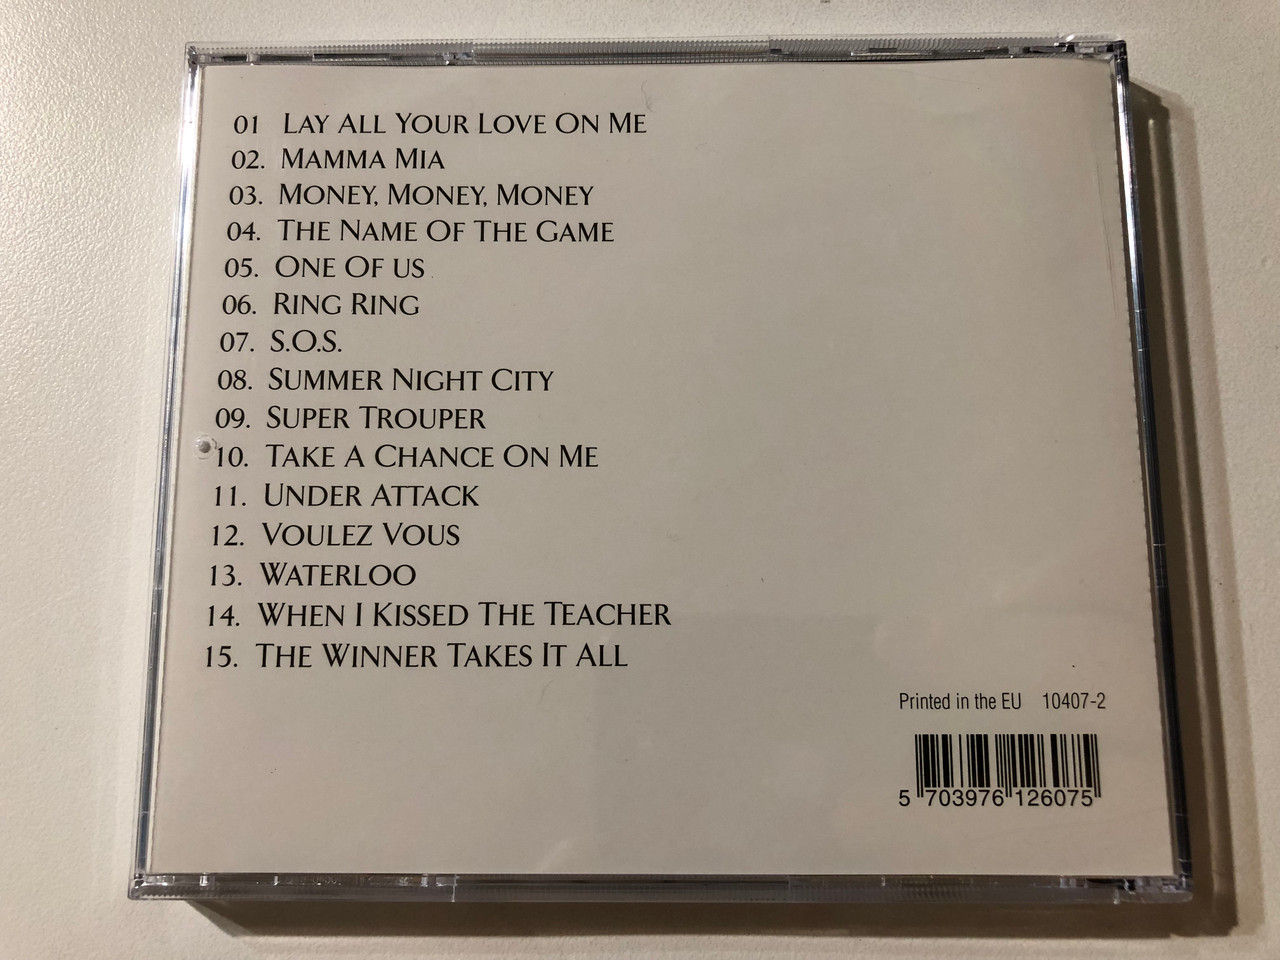 01 Lay All Your Love On Me
02. Mamma Mia
03. Money, Money, Money
04. The Name Of The Game
05. One Of us
06. Ring Ring
07. S.O.S.
08. Summer Night City
09. Super Trouper
10. Take A Chance On Me
11. Under Attack
12. Voulez Vous
13. Waterloo
14. When I Kissed The Teacher
15. The Winner Takes It All
Printed in the EU 10407-2
5 703976 126075